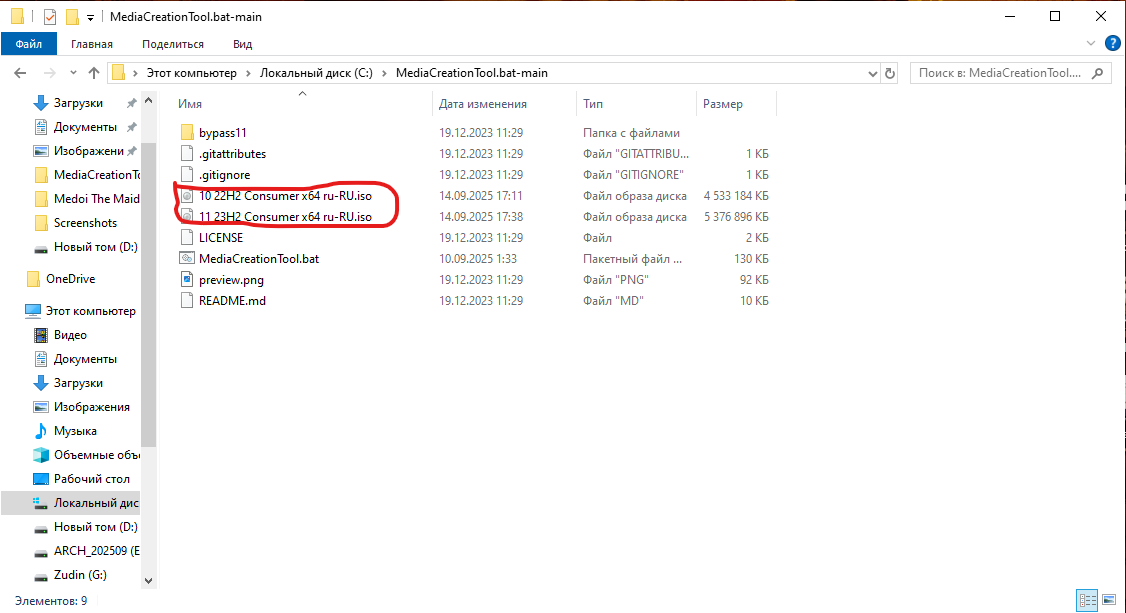 MediaCreationTool.bat-main
Файл Главная Поделиться Вид
Этот компьютер Локальный диск (C:) MediaCreationTool.bat-main Поиск в: MediaCreationTool....
Имя Дата изменения Тип Размер
Загрузки
Документы
Изображени
MediaCreationTo
Medoi The Maid
Screenshots
Новый том (D:)
OneDrive
Этот компьютер
Видео
Документы
Загрузки
Изображения
Музыка
Объемные объе
Рабочий стол
Локальный дис
Новый том (D:)
ARCH_202509 (E
Zudin (G:)
bypass11 19.12.2023 11:29 Папка с файлами
.gitattributes 19.12.2023 11:29 Файл "GITATTRIBU... 1 КБ
.gitignore 19.12.2023 11:29 Файл "GITIGNORE" 1 КБ
10 22H2 Consumer x64 ru-RU.iso 14.09.2025 17:11 Файл образа диска 4 533 184 КБ
11 23H2 Consumer x64 ru-RU.iso 14.09.2025 17:38 Файл образа диска 5 376 896 КБ
LICENSE 19.12.2023 11:29 Файл 2 КБ
MediaCreationTool.bat 10.09.2025 1:33 Пакетный файл ... 130 КБ
preview.png 19.12.2023 11:29 Файл "PNG" 92 КБ
README.md 19.12.2023 11:29 Файл "MD" 10 КБ
Элементов: 9